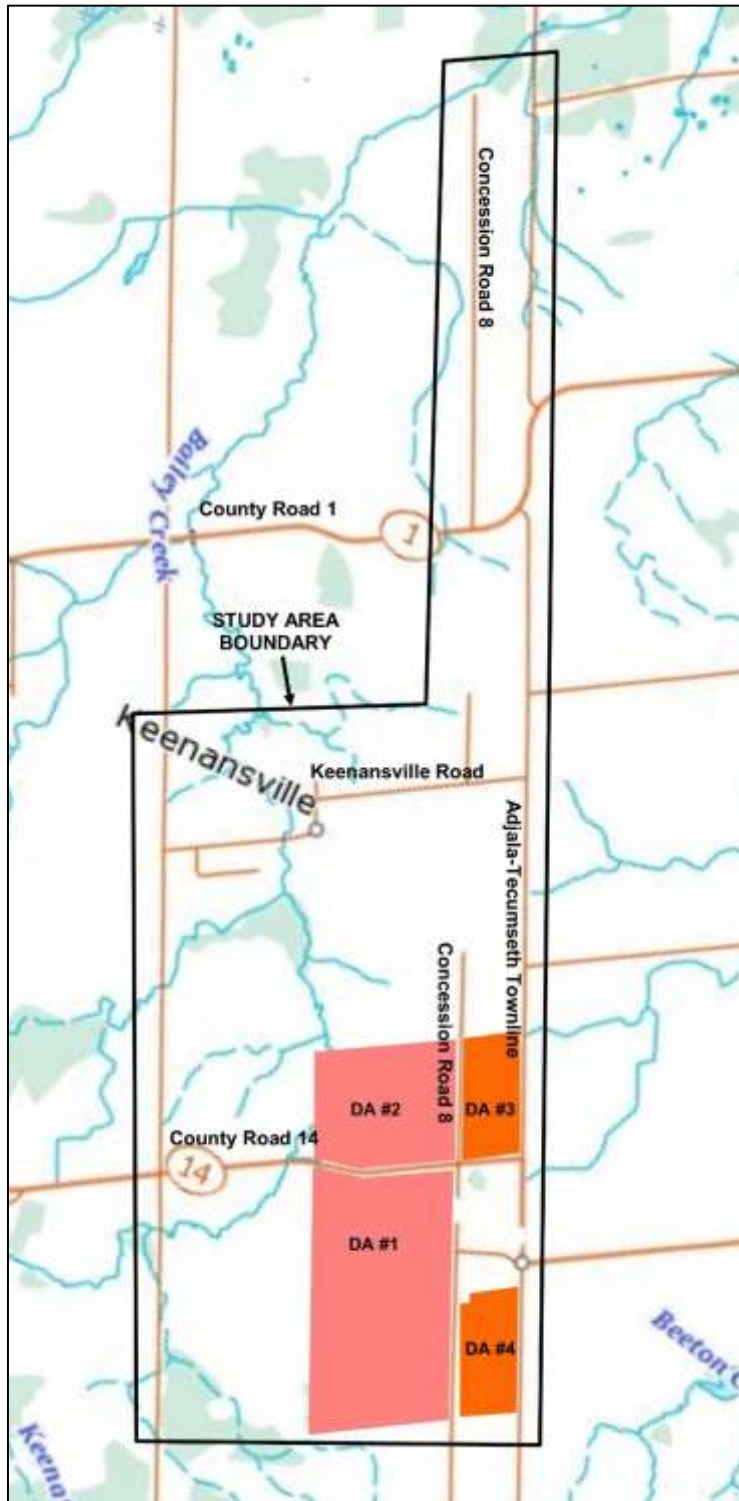 Concession Road 8
Bailey Creek
County Road 1
1
STUDY AREA
BOUNDARY
Keenansville
Keenansville Road
Adjala-Tecumseth Townline
Concession Road 8
DA #2
DA #3
County Road 14
14
DA #1
DA #4
Beeton C
Keena